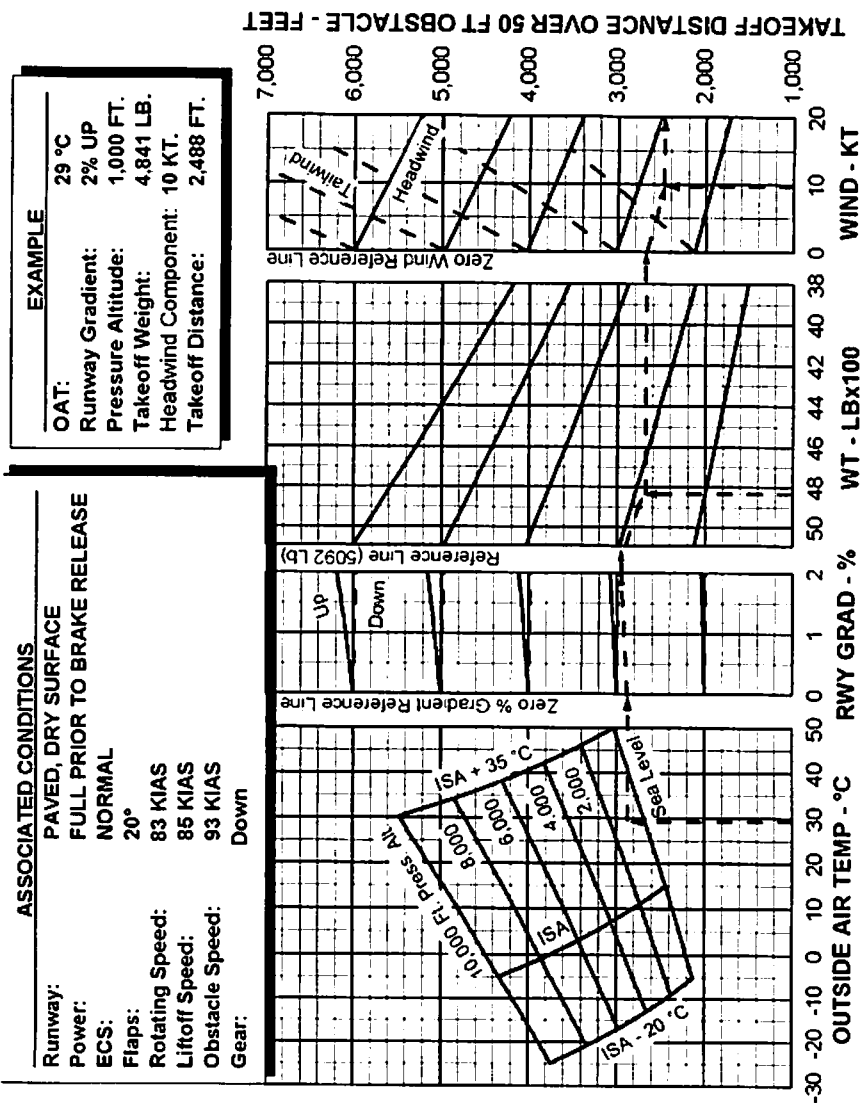 ASSOCIATED CONDITIONS
Runway: PAVED, DRY SURFACE
Power: FULL PRIOR TO BRAKE RELEASE
ECS: NORMAL
Flaps: 20°
Rotating Speed: 83 KIAS
Liftoff Speed: 85 KIAS
Obstacle Speed: 93 KIAS
Gear: Down
EXAMPLE
OAT: 29 °C
Runway Gradient: 2% UP
Pressure Altitude: 1,000 FT.
Takeoff Weight: 4,841 LB.
Headwind Component: 10 KT.
Takeoff Distance: 2,488 FT.
10,000 Ft. Press. Alt.
8,000
6,000
4,000
2,000
Sea Level
ISA + 35 °C
ISA
ISA - 20 °C
Zero % Gradient Reference Line
UP
Down
Reference Line (5092 Lb)
Zero Wind Reference Line
Tailwind
Headwind
7,000
6,000
5,000
4,000
3,000
2,000
1,000
TAKEOFF DISTANCE OVER 50 FT OBSTACLE - FEET
-30 -20 -10 0 10 20 30 40 50
0 1 2
50 48 46 44 42 40 38
0 10 20
OUTSIDE AIR TEMP - °C
RWY GRAD - %
WT - LBx100
WIND - KT